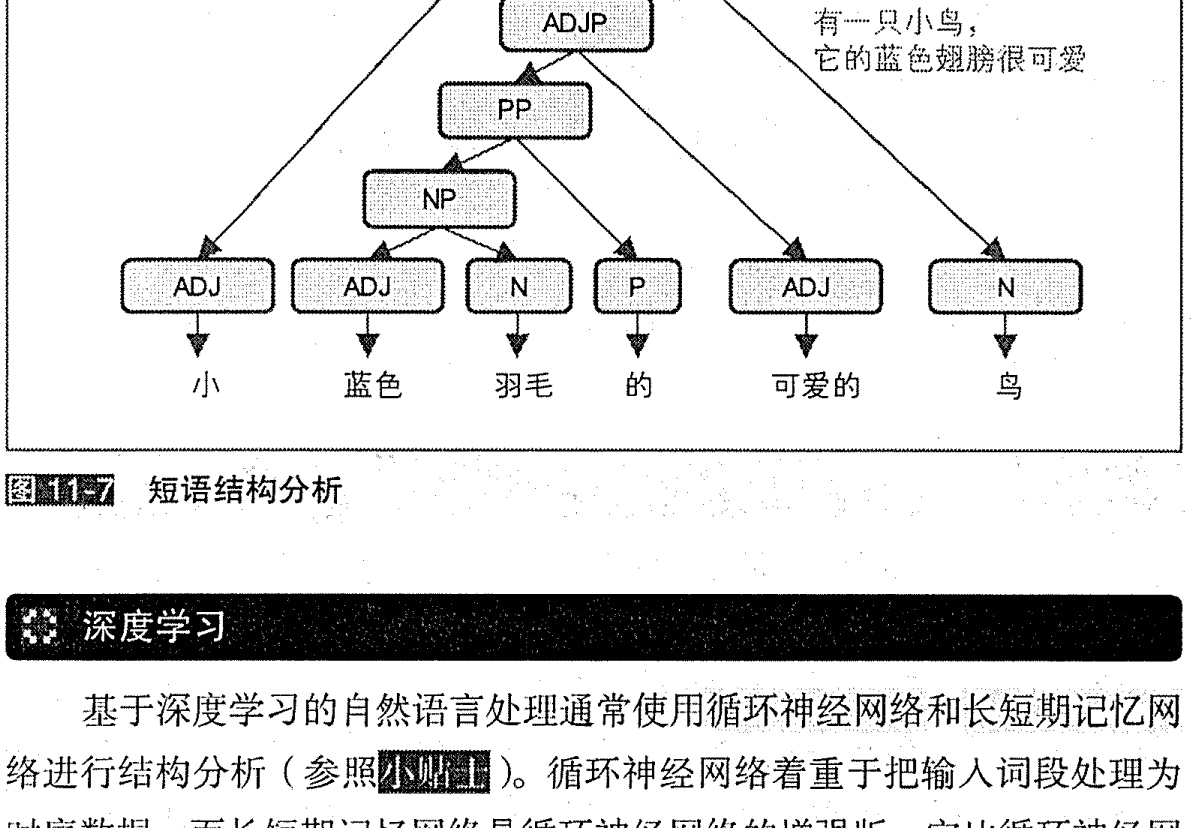 ADJP
有一只小鸟，
它的蓝色翅膀很可爱
PP
NP
ADJ ADJ N P ADJ N
小 蓝色 羽毛 的 可爱的 鸟
图 11-7 短语结构分析
深度学习
基于深度学习的自然语言处理通常使用循环神经网络和长短期记忆网
络进行结构分析（参照小贴士）。循环神经网络着重于把输入词段处理为